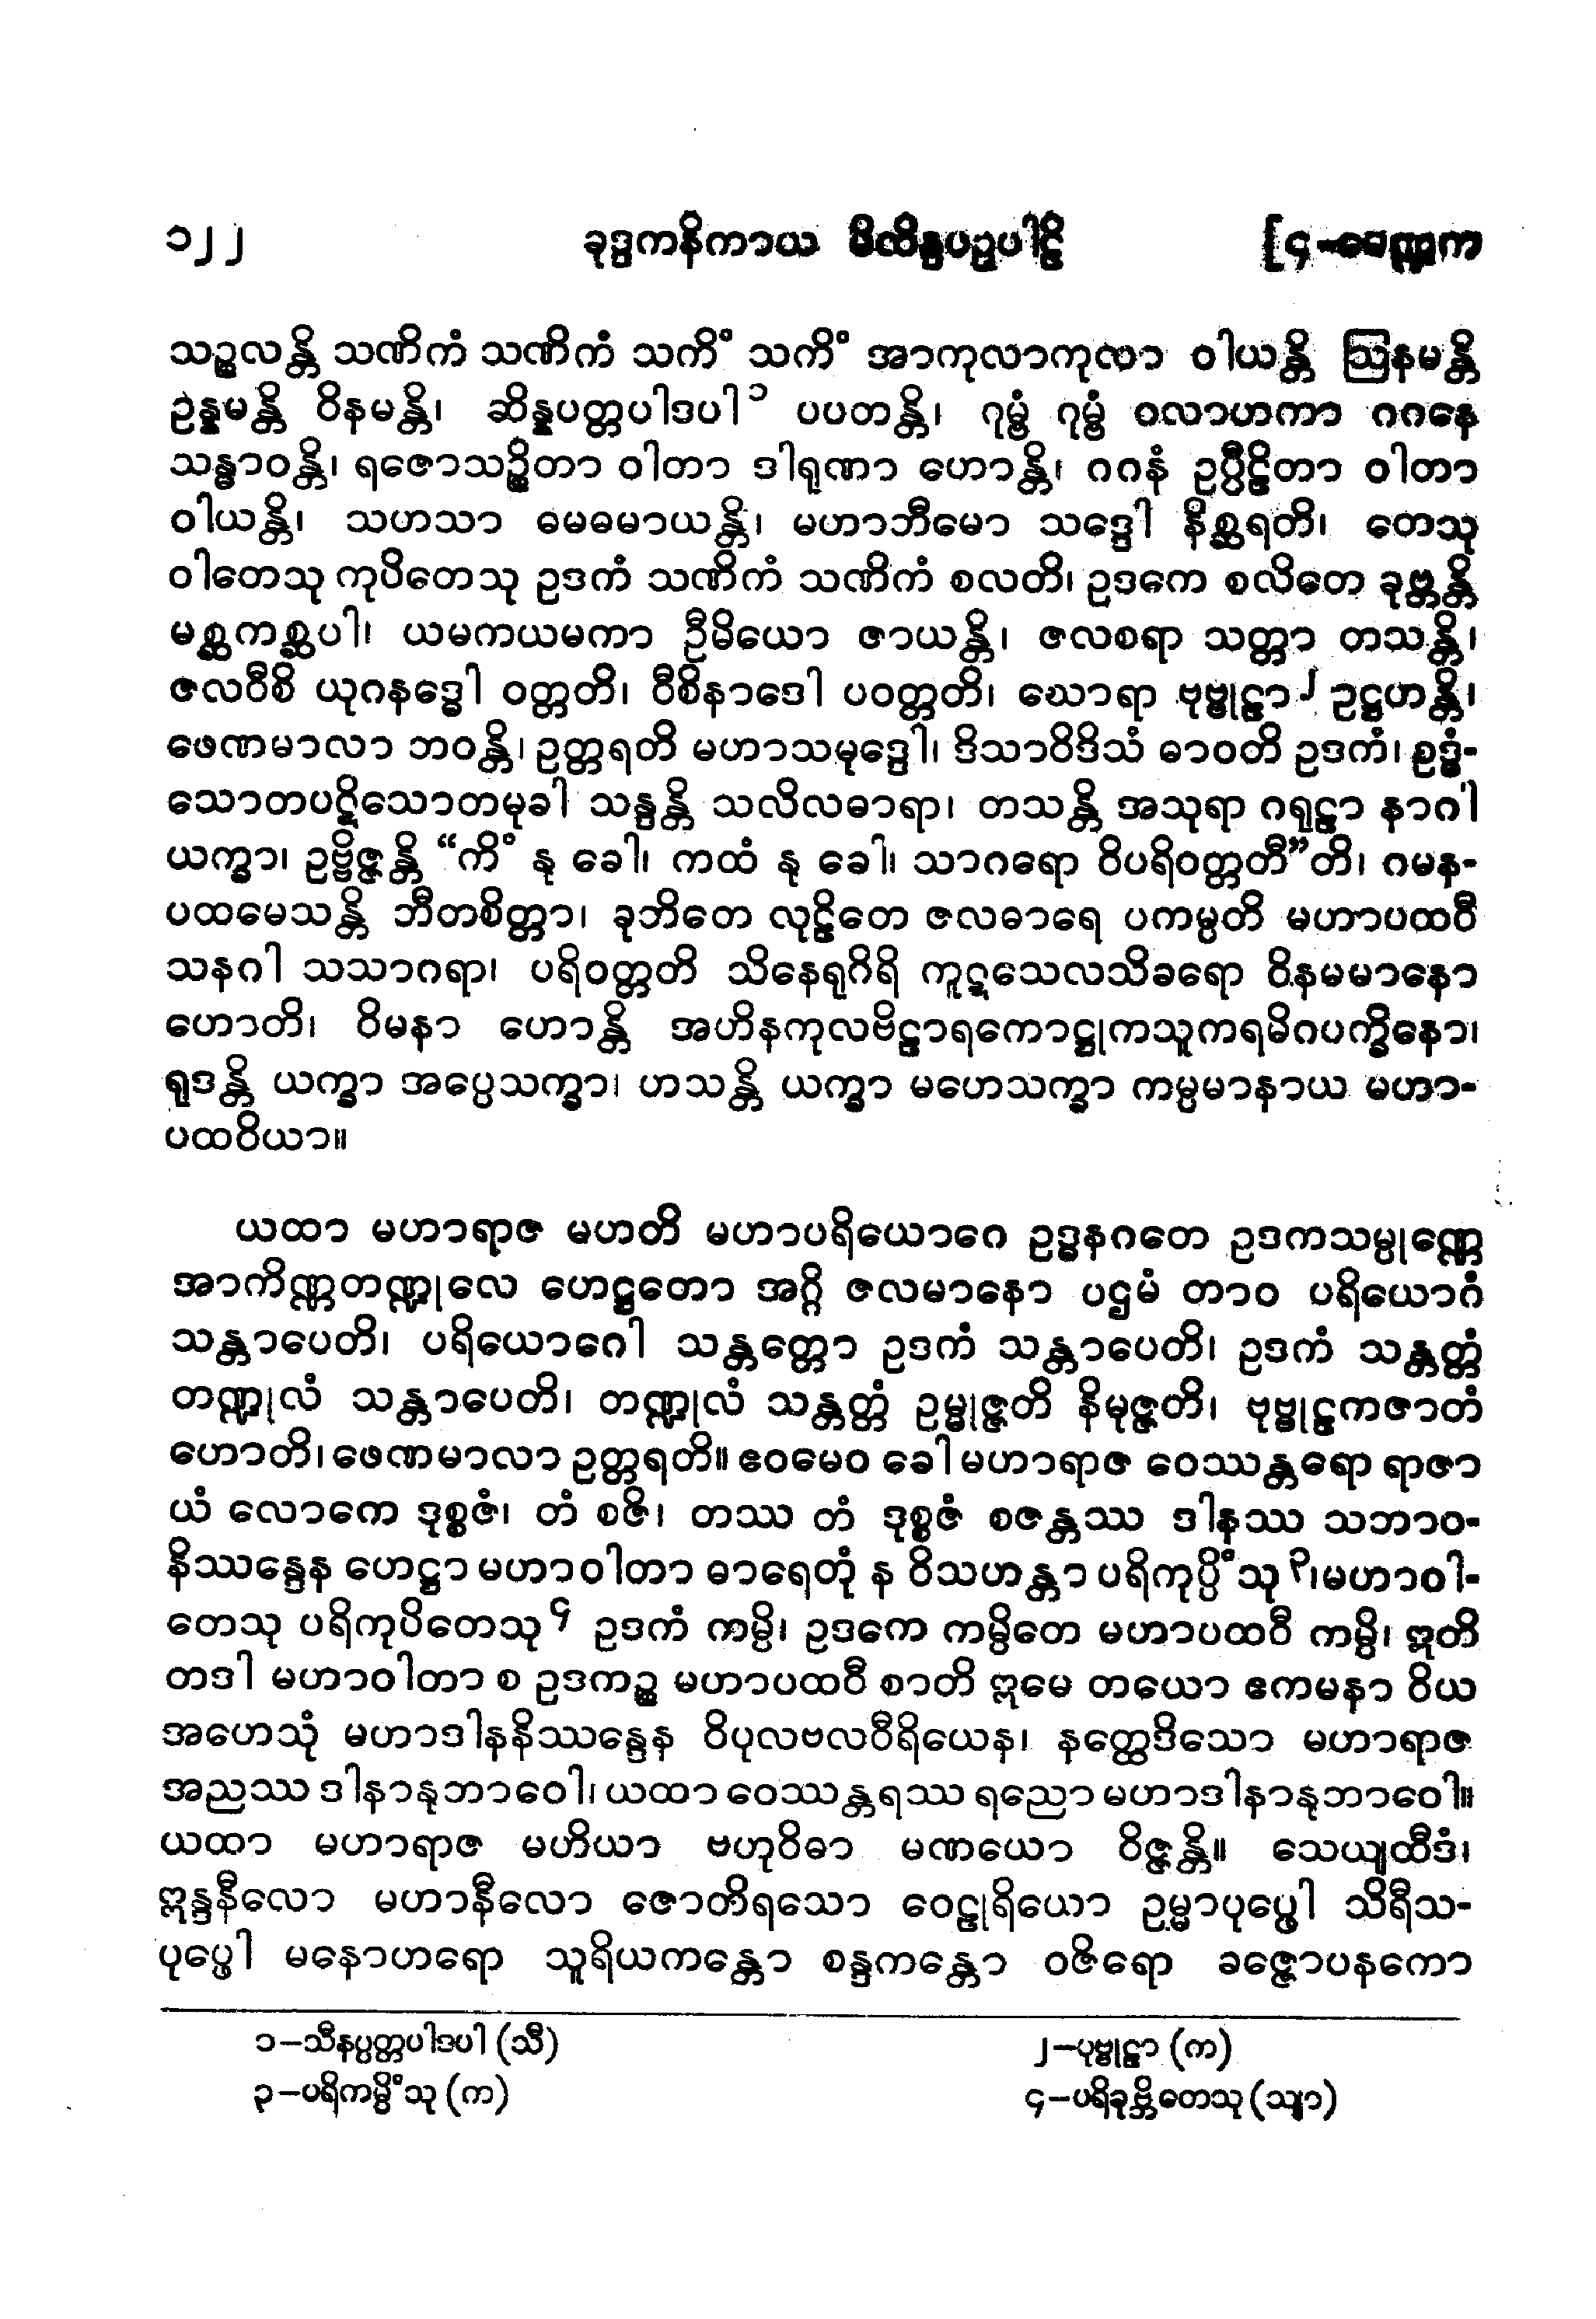 ၁၂၂ ခုဒ္ဒကနိကာယ မိလိန္ဒပဉှပါဠိ [၄-မေဏ္ဍက
သဉ္စလန္တိ သဏိကံ သဏိကံ သကိံ သကိံ အာကုလာကုလာ ဝါယန္တိ ဩနမန္တိ
ဥန္နမန္တိ ဝိနမန္တိ၊ ဆိန္နပတ္တပါဒပါ ၁ ပပတန္တိ၊ ဂုမ္ဗံ ဂုမ္ဗံ ဝလာဟကာ ဂဂနေ
သန္ဓာဝန္တိ၊ ရဇောသဉ္စိတာ ဝါတာ ဒါရုဏာ ဟောန္တိ၊ ဂဂနံ ဥပ္ပီဠိတာ ဝါတာ
ဝါယန္တိ၊ သဟသာ ဓမဓမာယန္တိ၊ မဟာဘီမော သဒ္ဒေါ နိစ္ဆရတိ၊ တေသု
ဝါတေသု ကုပိတေသု ဥဒကံ သဏိကံ သဏိကံ စလတိ၊ ဥဒကေ စလိတေ ခုဗ္ဘန္တိ
မစ္ဆကစ္ဆပါ၊ ယမကယမကာ ဦမိယော ဇာယန္တိ၊ ဇလစရာ သတ္တာ တသန္တိ၊
ဇလဝီစိ ယုဂနဒ္ဓေါ ဝတ္တတိ၊ ဝီစိနာဒေါ ပဝတ္တတိ၊ ဃောရာ ဗုဗ္ဗုဠာ ၂ ဥဋ္ဌဟန္တိ၊
ဖေဏမာလာ ဘဝန္တိ၊ ဥတ္တရတိ မဟာသမုဒ္ဒေါ၊ ဒိသာဝိဒိသံ ဓာဝတိ ဥဒကံ၊ ဥဒ္ဓံ-
သောတပဋိသောတမုခါ သန္ဒန္တိ သလိလဓာရာ၊ တသန္တိ အသုရာ ဂရုဠာ နာဂါ
ယက္ခာ၊ ဥဗ္ဗိဇ္ဇန္တိ “ကိံ နု ခေါ၊ ကထံ နု ခေါ၊ သာဂရော ဝိပရိဝတ္တတီ”တိ၊ ဂမန-
ပထမေသန္တိ ဘီတစိတ္တာ၊ ခုဘိတေ လုဠိတေ ဇလဓာရေ ပကမ္ပတိ မဟာပထဝီ
သနဂါ သသာဂရာ၊ ပရိဝတ္တတိ သိနေရုဂိရိ ကူဋသေလသိခရော ဝိနမမာနော
ဟောတိ၊ ဝိမနာ ဟောန္တိ အဟိနကုလဗိဠာရကောဋ္ဌုကသူကရမိဂပက္ခိနော၊
ရုဒန္တိ ယက္ခာ အပ္ပေသက္ခာ၊ ဟသန္တိ ယက္ခာ မဟေသက္ခာ ကမ္ပမာနာယ မဟာ-
ပထဝိယာ။
ယထာ မဟာရာဇ မဟတိ မဟာပရိယောဂေ ဥဒ္ဓနဂတေ ဥဒကသမ္ပုဏ္ဏေ
အာကိဏ္ဏတဏ္ဍုလေ ဟေဋ္ဌတော အဂ္ဂိ ဇလမာနော ပဌမံ တာဝ ပရိယောဂံ
သန္တာပေတိ၊ ပရိယောဂေါ သန္တတ္တော ဥဒကံ သန္တာပေတိ၊ ဥဒကံ သန္တတ္တံ
တဏ္ဍုလံ သန္တာပေတိ၊ တဏ္ဍုလံ သန္တတ္တံ ဥမ္မုဇ္ဇတိ နိမုဇ္ဇတိ၊ ဗုဗ္ဗုဠကဇာတံ
ဟောတိ၊ ဖေဏမာလာ ဥတ္တရတိ။ ဧဝမေဝ ခေါ မဟာရာဇ ဝေဿန္တရော ရာဇာ
ယံ လောကေ ဒုစ္စဇံ၊ တံ စဇိ၊ တဿ တံ ဒုစ္စဇံ စဇန္တဿ ဒါနဿ သဘာဝ-
နိဿန္ဒေန ဟေဋ္ဌာ မဟာဝါတာ ဓာရေတုံ န ဝိသဟန္တာ ပရိကုပ္ပိံသု ၃၊ မဟာဝါ-
တေသု ပရိကုပိတေသု ၄ ဥဒကံ ကမ္ပိ၊ ဥဒကေ ကမ္ပိတေ မဟာပထဝီ ကမ္ပိ၊ ဣတိ
တဒါ မဟာဝါတာ စ ဥဒကဉ္စ မဟာပထဝီ စာတိ ဣမေ တယော ဧကမနာ ဝိယ
အဟေသုံ မဟာဒါနနိဿန္ဒေန ဝိပုလဗလဝီရိယေန၊ နတ္ထေဒိသော မဟာရာဇ
အညဿ ဒါနာနုဘာဝေါ၊ ယထာ ဝေဿန္တရဿ ရညော မဟာဒါနာနုဘာဝေါ။
ယထာ မဟာရာဇ မဟိယာ ဗဟုဝိဓာ မဏယော ဝိဇ္ဇန္တိ။ သေယျထီဒံ၊
ဣန္ဒနီလော မဟာနီလော ဇောတိရသော ဝေဠုရိယော ဥမ္မာပုပ္ဖေါ သိရီသ-
ပုပ္ဖေါ မနောဟရော သူရိယကန္တော စန္ဒကန္တော ဝဇိရော ခဇ္ဇောပနကော
၁-သီနပ္ပတ္တပါဒပါ (သီ) ၂-ပုဗ္ဗုဠာ (က)
၃-ပရိကမ္ပိံသု (က) ၄-ပရိခုဗ္ဘိတေသု (သျာ)